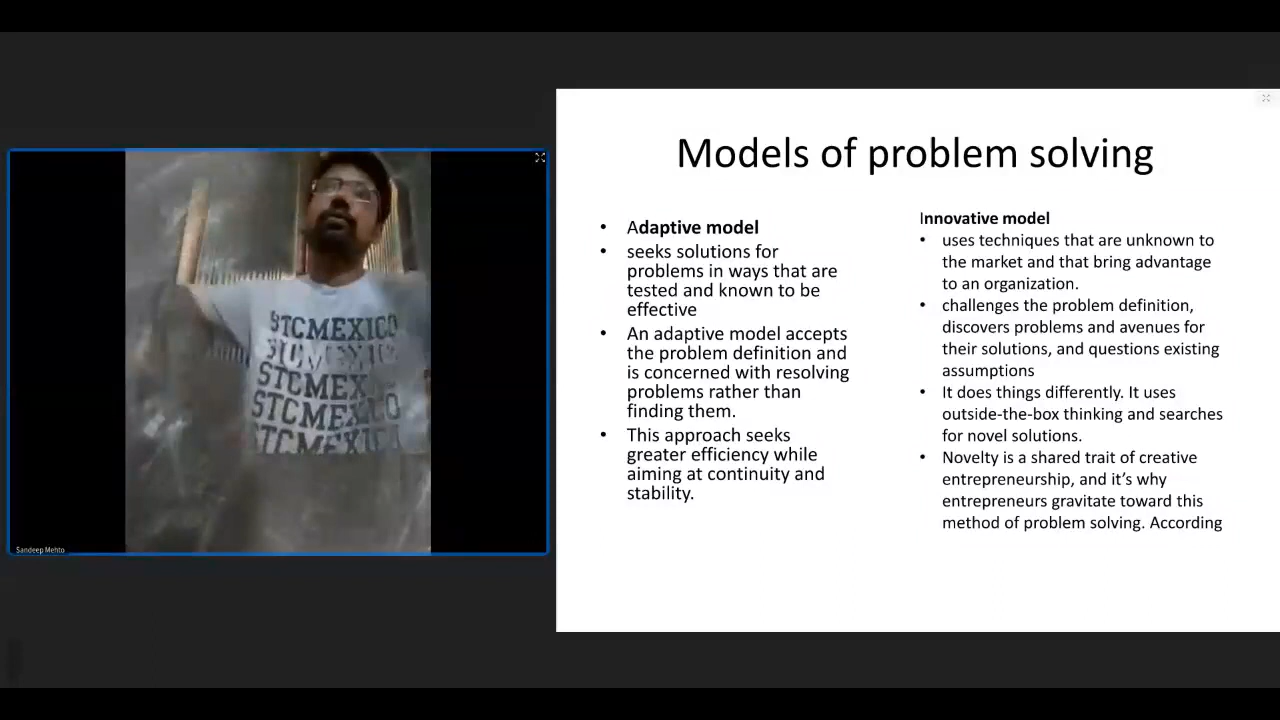 Models of problem solving
• Adaptive model
• seeks solutions for
problems in ways that are
tested and known to be
effective
• An adaptive model accepts
the problem definition and
is concerned with resolving
problems rather than
finding them.
• This approach seeks
greater efficiency while
aiming at continuity and
stability.
Innovative model
• uses techniques that are unknown to
the market and that bring advantage
to an organization.
• challenges the problem definition,
discovers problems and avenues for
their solutions, and questions existing
assumptions
• It does things differently. It uses
outside-the-box thinking and searches
for novel solutions.
• Novelty is a shared trait of creative
entrepreneurship, and it’s why
entrepreneurs gravitate toward this
method of problem solving. According
STCMEXICO
STCMEXICO
STCMEXICO
STCMEXICO
STCMEXICO
Sandeep Mehto